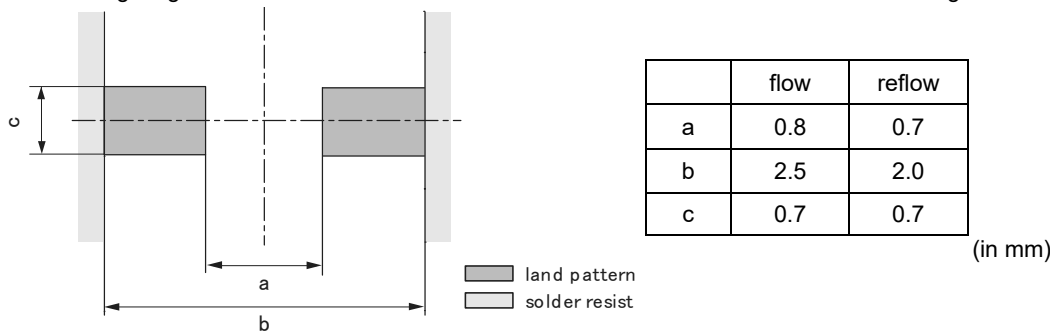 c
a
b
land pattern
solder resist
flow reflow
a 0.8 0.7
b 2.5 2.0
c 0.7 0.7
(in mm)